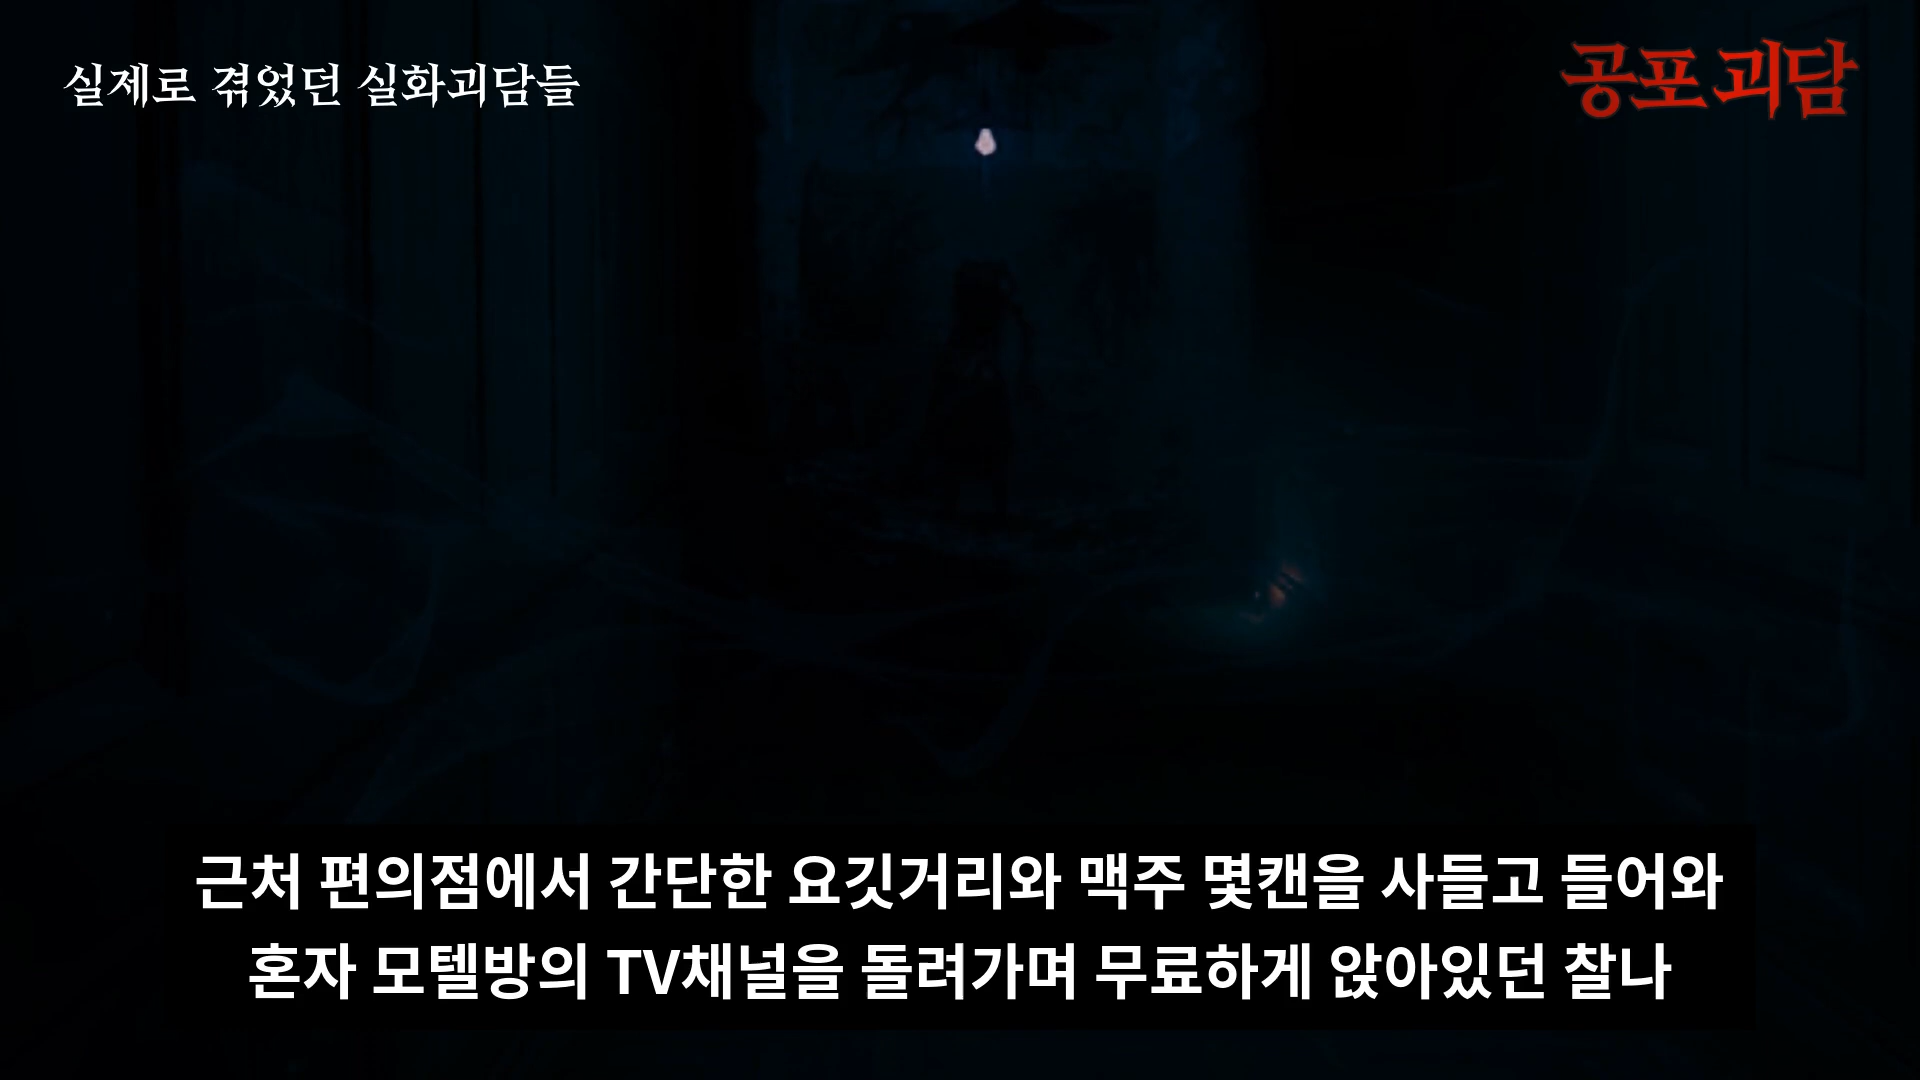 실제로 겪었던 실화괴담들
공포괴담
근처 편의점에서 간단한 요깃거리와 맥주 몇캔을 사들고 들어와
혼자 모텔방의 TV채널을 돌려가며 무료하게 앉아있던 찰나